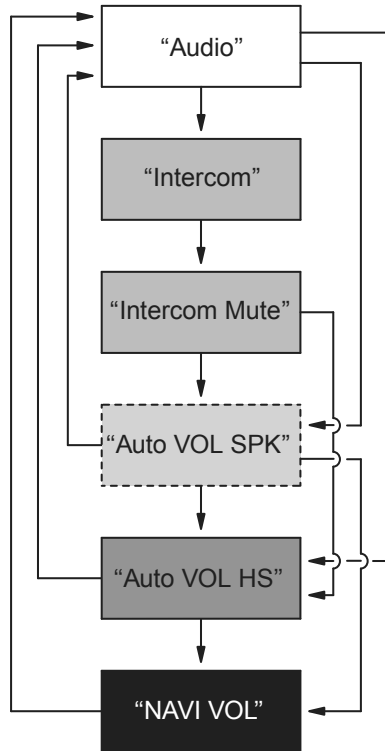 “Audio”
“Intercom”
“Intercom Mute”
“Auto VOL SPK”
“Auto VOL HS”
“NAVI VOL”